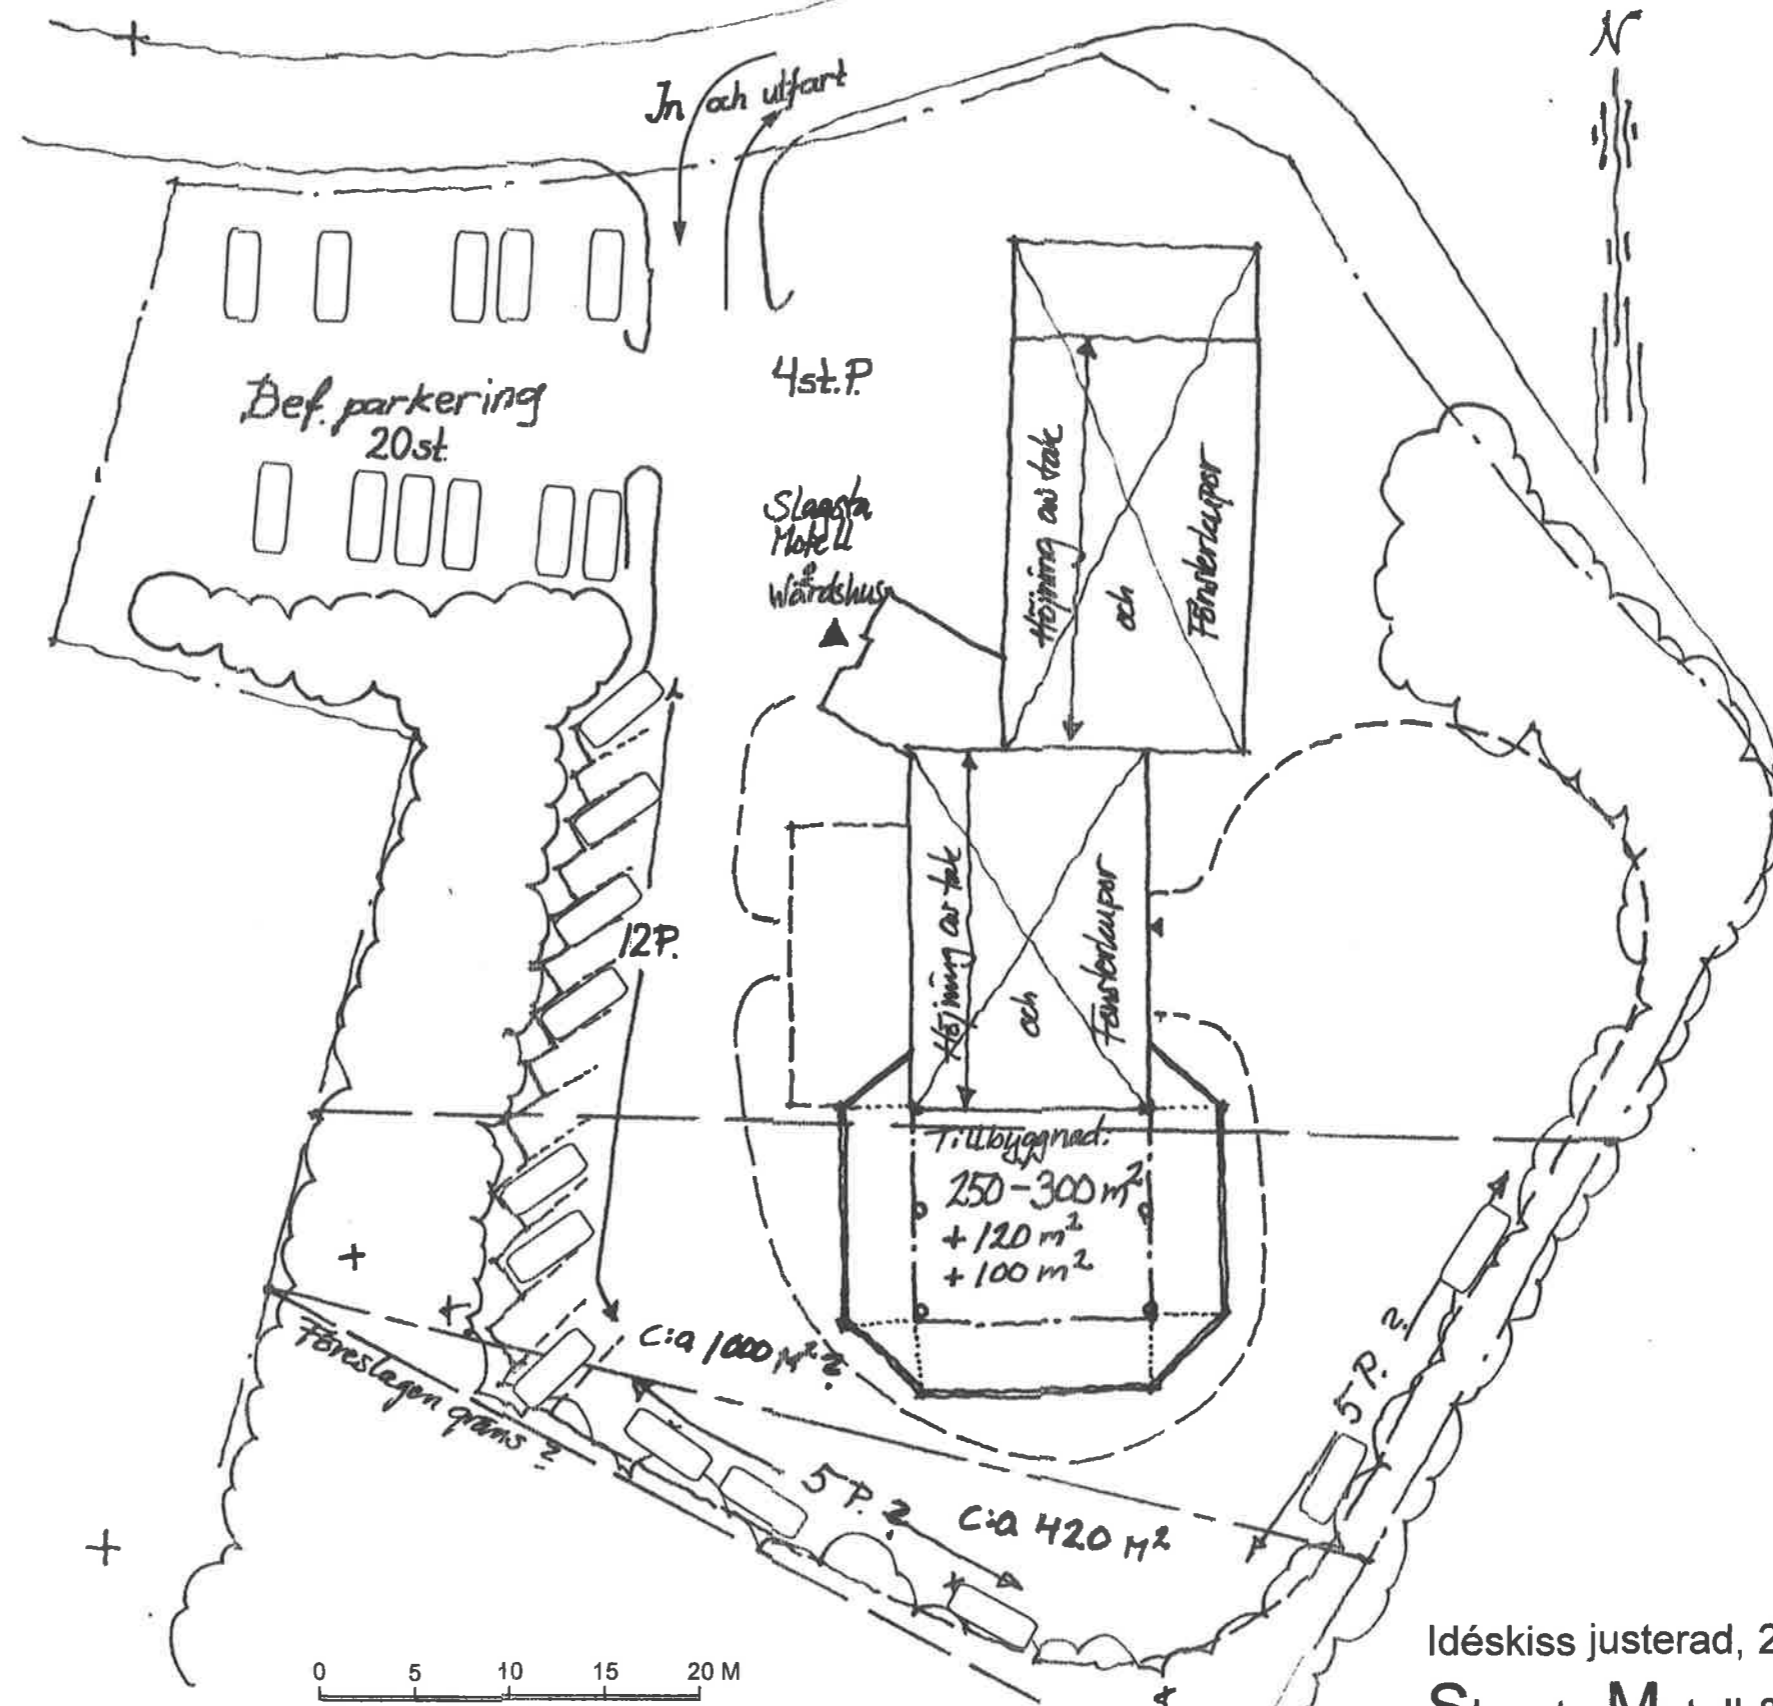 N
In och utfart
4st.P.
Bef. parkering
20st.
Slagsta
Motell
&
Wärdshus
Höjning av tak
och
Fönsterkupor
Höjning av tak
och
Fönsterkupor
12P.
Tillbyggnad:
250-300 m²
+ 120 m²
+ 100 m²
C:a 1000 M² ?
Föreslagen gräns ?
5 P. ?
5 P. ?
C:a 420 M²
0 5 10 15 20 M
Idéskiss justerad, 2